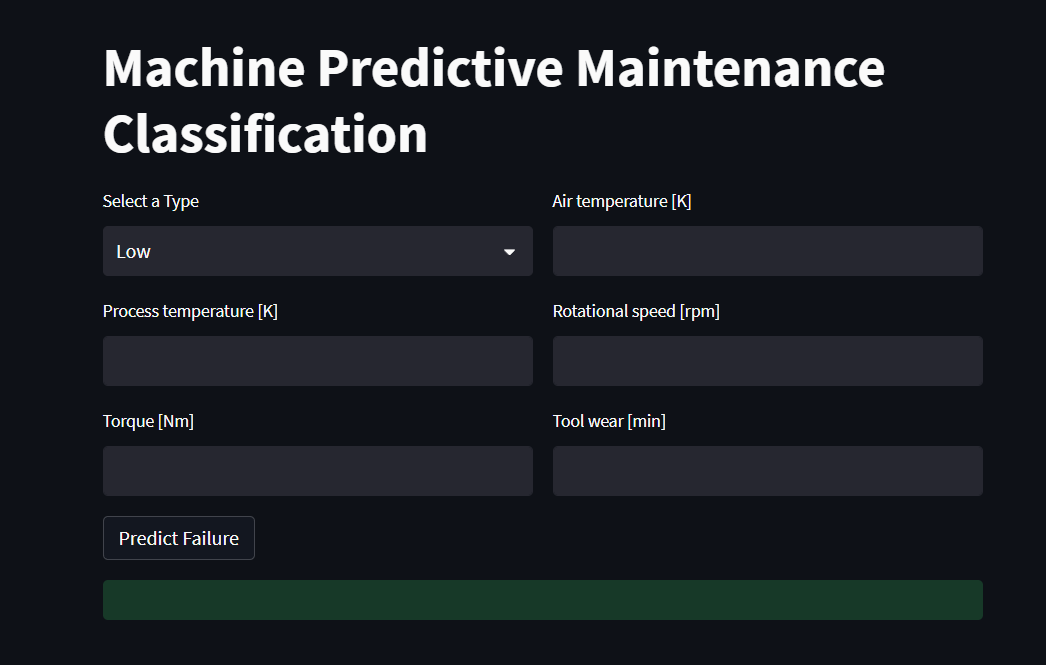 Machine Predictive Maintenance
Classification
Select a Type
Air temperature [K]
Low
Process temperature [K]
Rotational speed [rpm]
Torque [Nm]
Tool wear [min]
Predict Failure